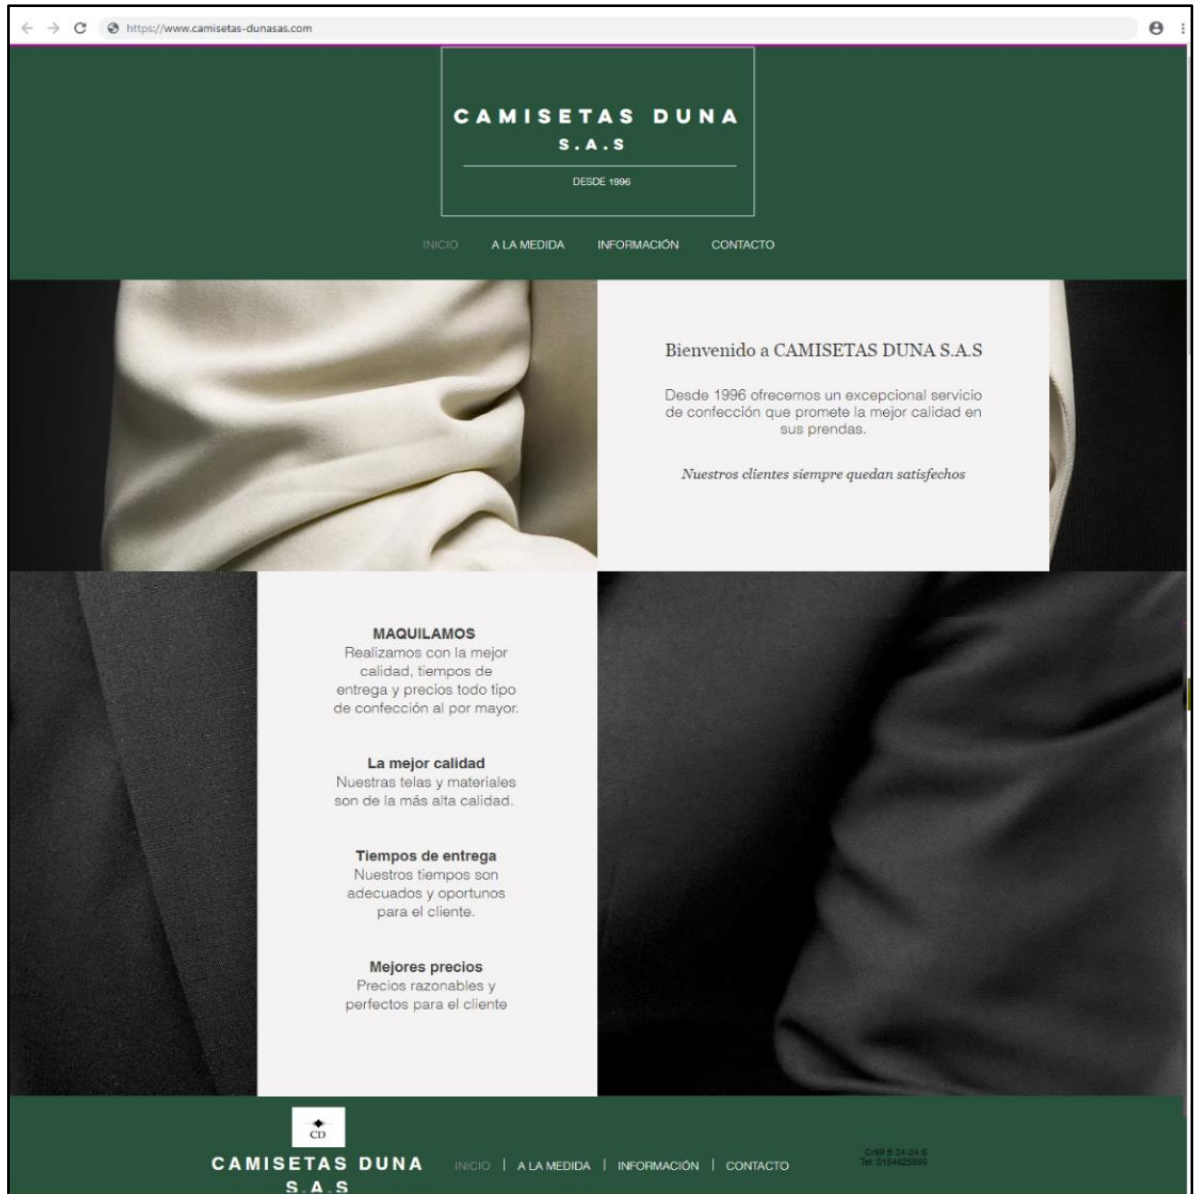 https://www.camisetas-dunasas.com
CAMISETAS DUNA
S.A.S
DESDE 1996
INICIO A LA MEDIDA INFORMACIÓN CONTACTO
Bienvenido a CAMISETAS DUNA S.A.S
Desde 1996 ofrecemos un excepcional servicio
de confección que promete la mejor calidad en
sus prendas.
Nuestros clientes siempre quedan satisfechos
MAQUILAMOS
Realizamos con la mejor
calidad, tiempos de
entrega y precios todo tipo
de confección al por mayor.
La mejor calidad
Nuestras telas y materiales
son de la más alta calidad.
Tiempos de entrega
Nuestros tiempos son
adecuados y oportunos
para el cliente.
Mejores precios
Precios razonables y
perfectos para el cliente
CD
CAMISETAS DUNA
S.A.S
INICIO | A LA MEDIDA | INFORMACIÓN | CONTACTO
Tel: